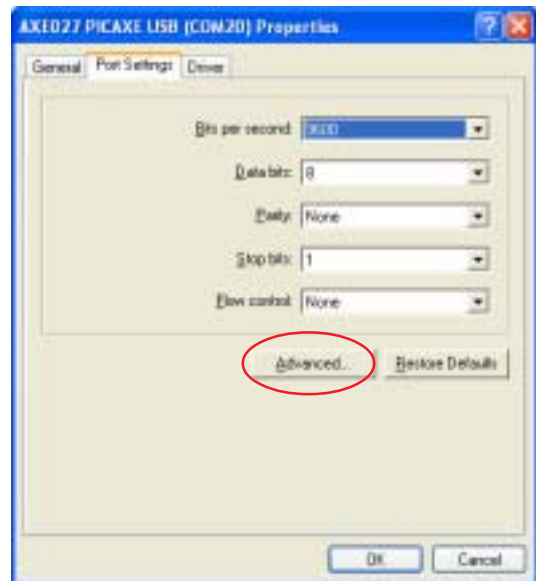 AXE027 PICAXE USB (COM20) Properties
General Port Settings Driver
Bits per second: 9600
Data bits: 8
Parity: None
Stop bits: 1
Flow control: None
Advanced... Restore Defaults
OK Cancel